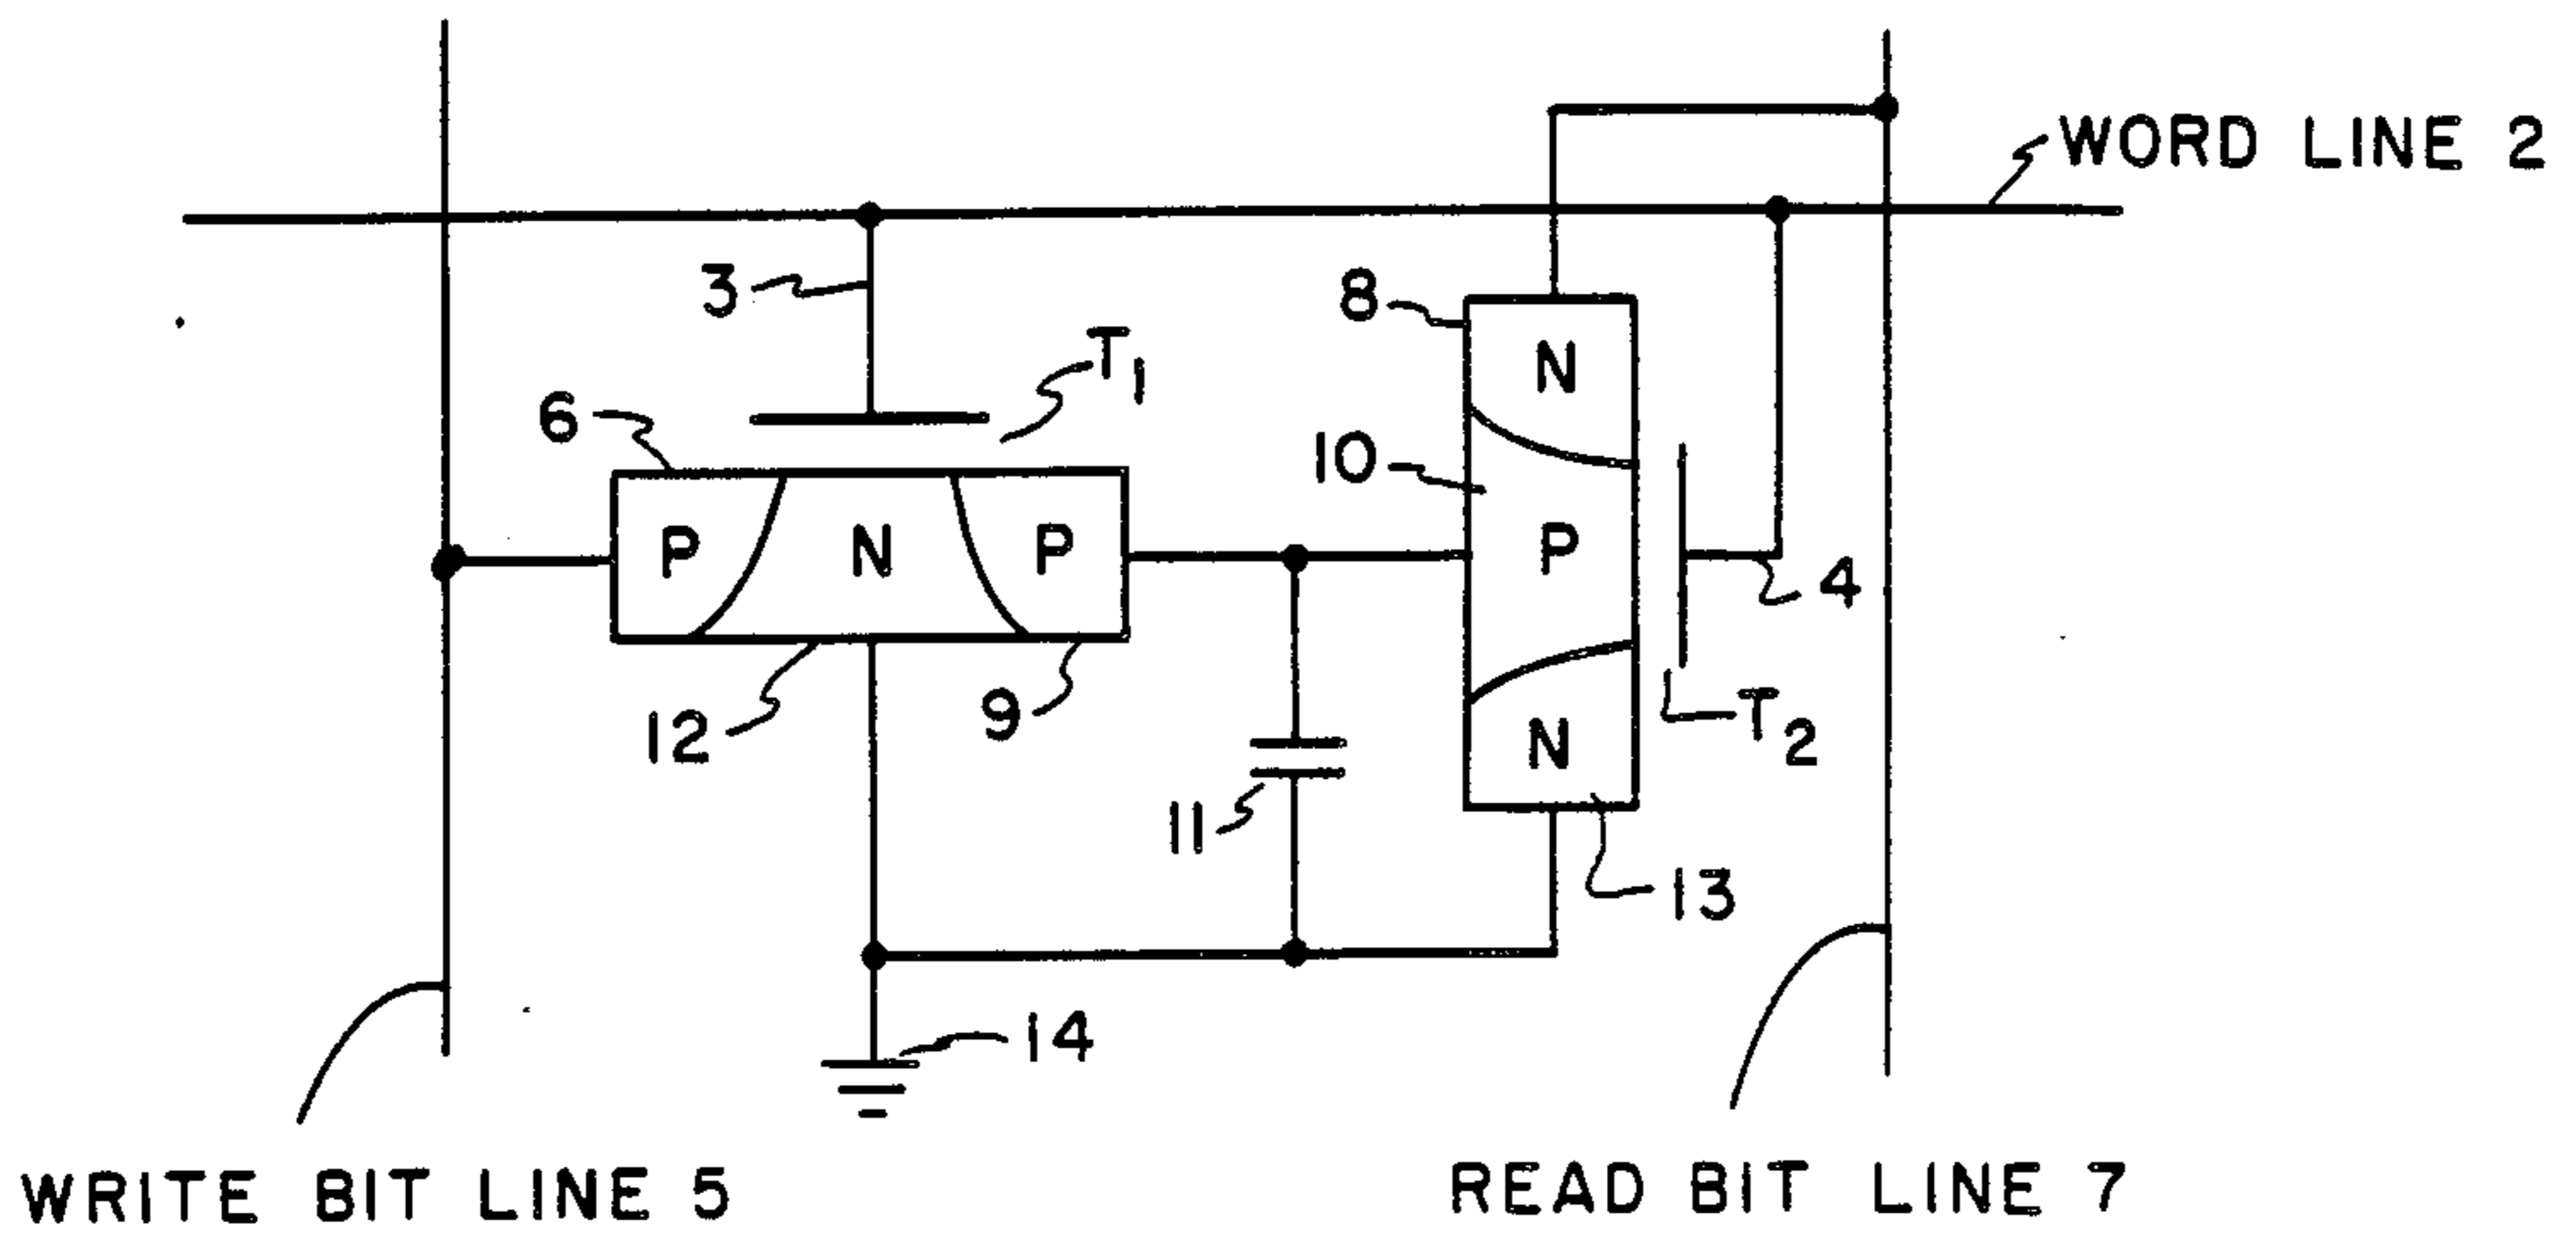 WORD LINE 2
3
8
T1
N
6
10
P N P
P
4
12
9
T2
N
11
13
14
WRITE BIT LINE 5
READ BIT LINE 7